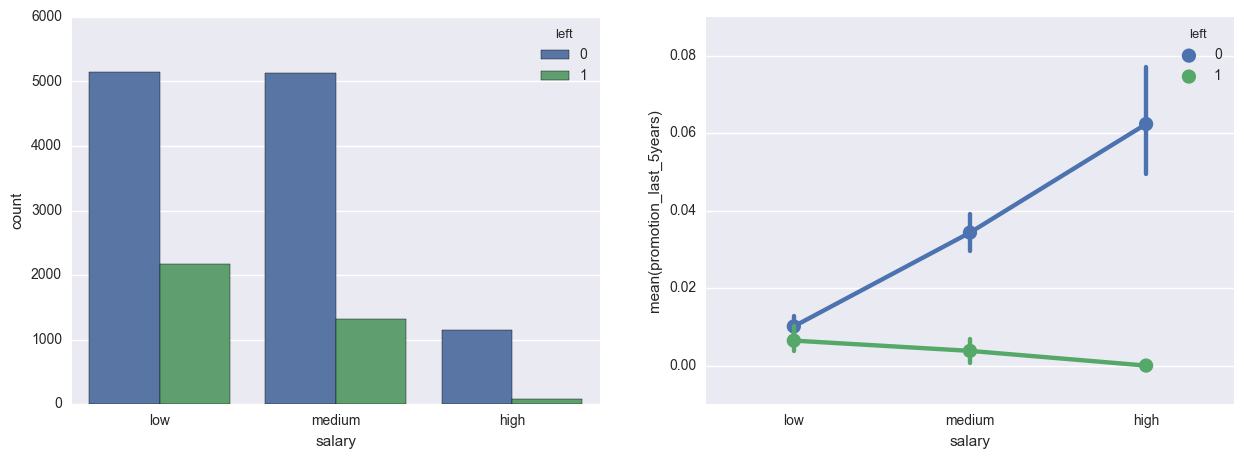 6000
5000
4000
3000
2000
1000
0
count
low medium high
salary
left
0
1
0.08
0.06
0.04
0.02
0.00
mean(promotion_last_5years)
low medium high
salary
left
0
1